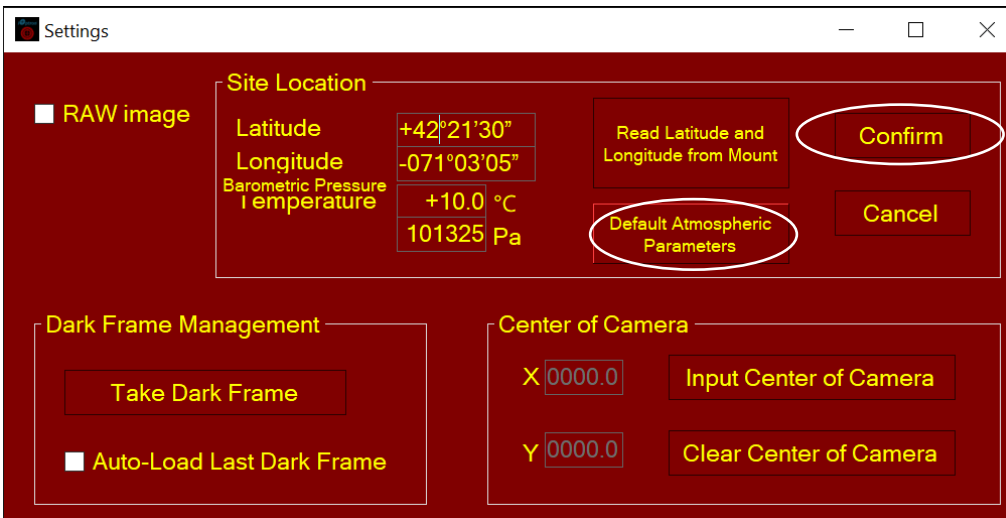 Settings
Site Location
RAW image
Latitude
+42°21'30”
Longitude
-071°03'05”
Barometric Pressure
Temperature
+10.0 °C
101325 Pa
Read Latitude and
Longitude from Mount
Default Atmospheric
Parameters
Confirm
Cancel
Dark Frame Management
Take Dark Frame
Auto-Load Last Dark Frame
Center of Camera
X 0000.0
Input Center of Camera
Y 0000.0
Clear Center of Camera